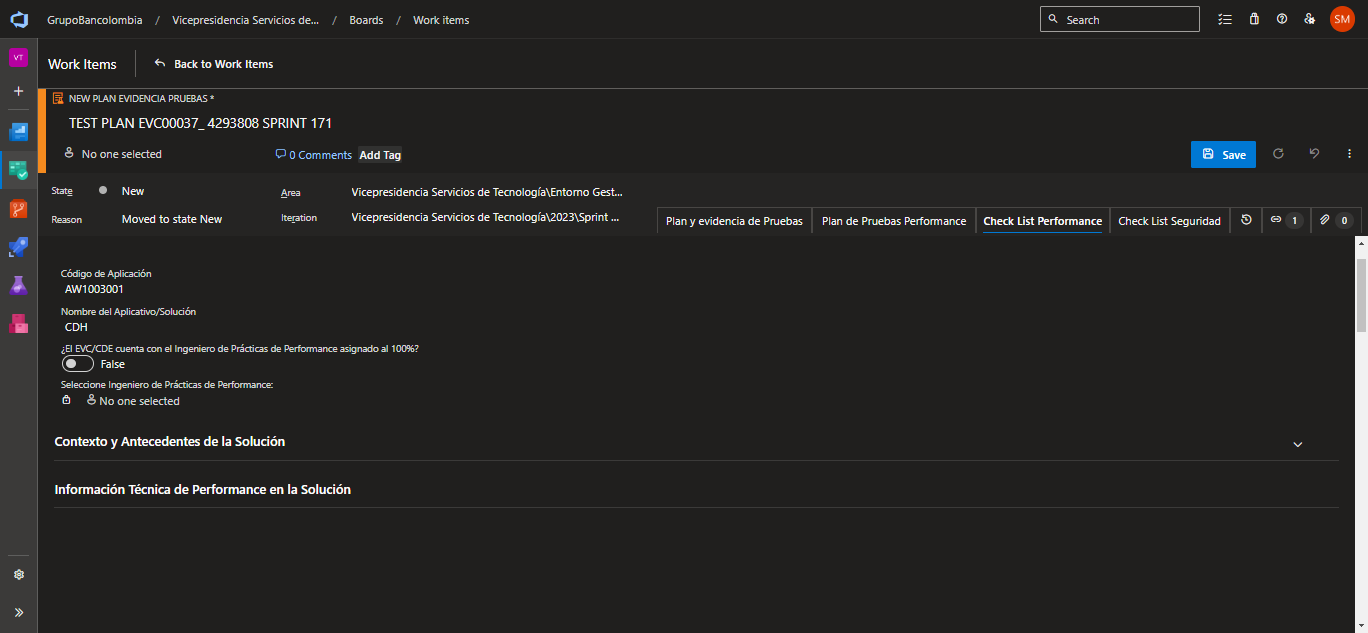 GrupoBancolombia / Vicepresidencia Servicios de... / Boards / Work items
Search
SM
VT
Work Items
Back to Work Items
NEW PLAN EVIDENCIA PRUEBAS *
TEST PLAN EVC00037_ 4293808 SPRINT 171
No one selected
0 Comments
Add Tag
Save
State
New
Area
Vicepresidencia Servicios de Tecnología\Entorno Gest...
Reason
Moved to state New
Iteration
Vicepresidencia Servicios de Tecnología\2023\Sprint ...
Plan y evidencia de Pruebas
Plan de Pruebas Performance
Check List Performance
Check List Seguridad
1
0
Código de Aplicación
AW1003001
Nombre del Aplicativo/Solución
CDH
¿El EVC/CDE cuenta con el Ingeniero de Prácticas de Performance asignado al 100%?
False
Seleccione Ingeniero de Prácticas de Performance:
No one selected
Contexto y Antecedentes de la Solución
Información Técnica de Performance en la Solución